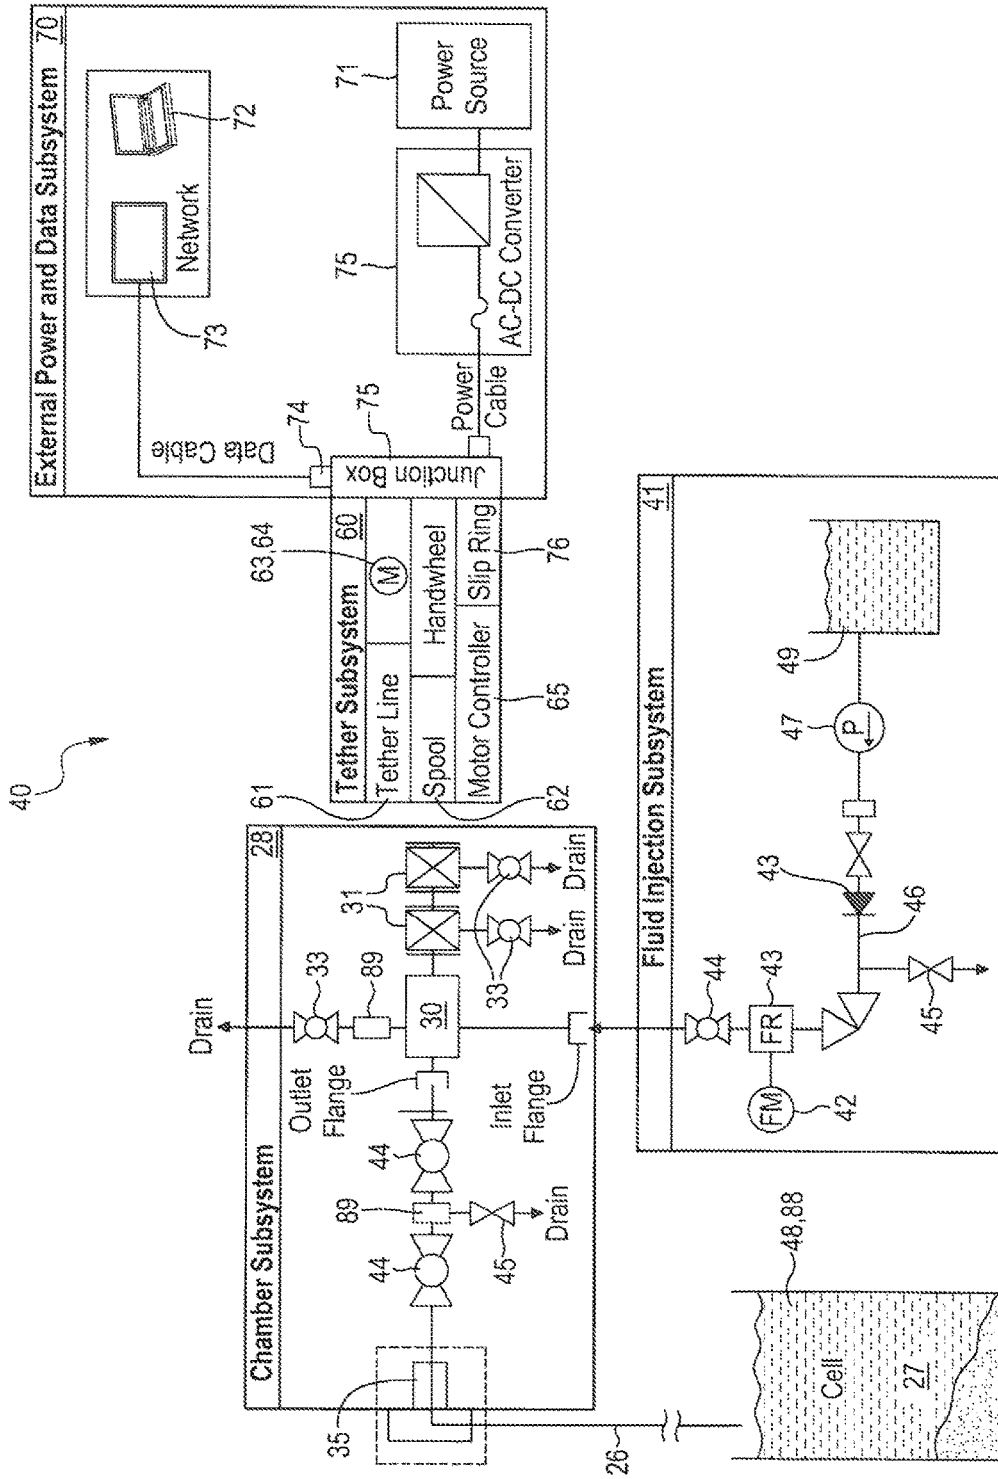 40
External Power and Data Subsystem 70
72
73
Network
Data Cable
74
75
Junction Box
Power
Cable
75
AC-DC Converter
71
Power
Source
Tether Subsystem 60
63,64
61
Tether Line
M
Spool
Handwheel
62
Motor Controller
Slip Ring
65
76
Chamber Subsystem 28
Drain
33
89
Outlet
Flange
30
31
33
Drain
Drain
44
89
44
45
Drain
Inlet
Flange
35
26
Cell
27
48,88
Fluid Injection Subsystem 41
44
43
FR
FM
42
45
46
43
47
P
49